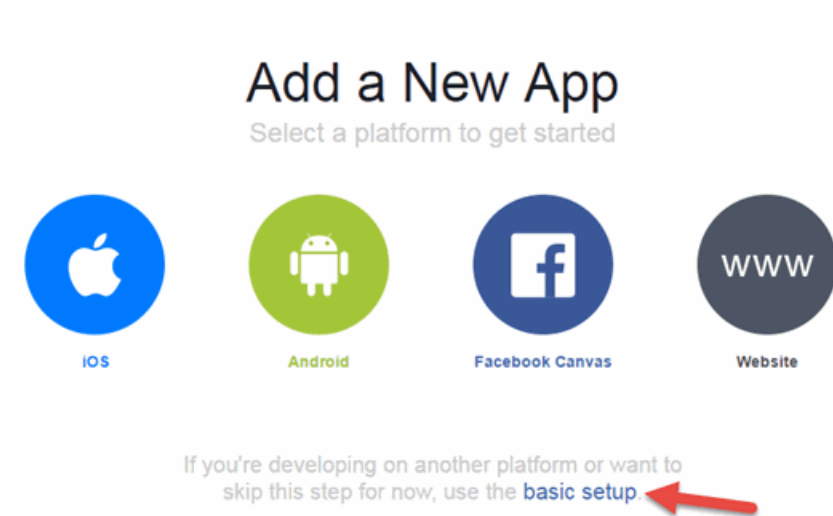 Add a New App
Select a platform to get started
www
iOS
Android
Facebook Canvas
Website
If you're developing on another platform or want to
skip this step for now, use the basic setup.